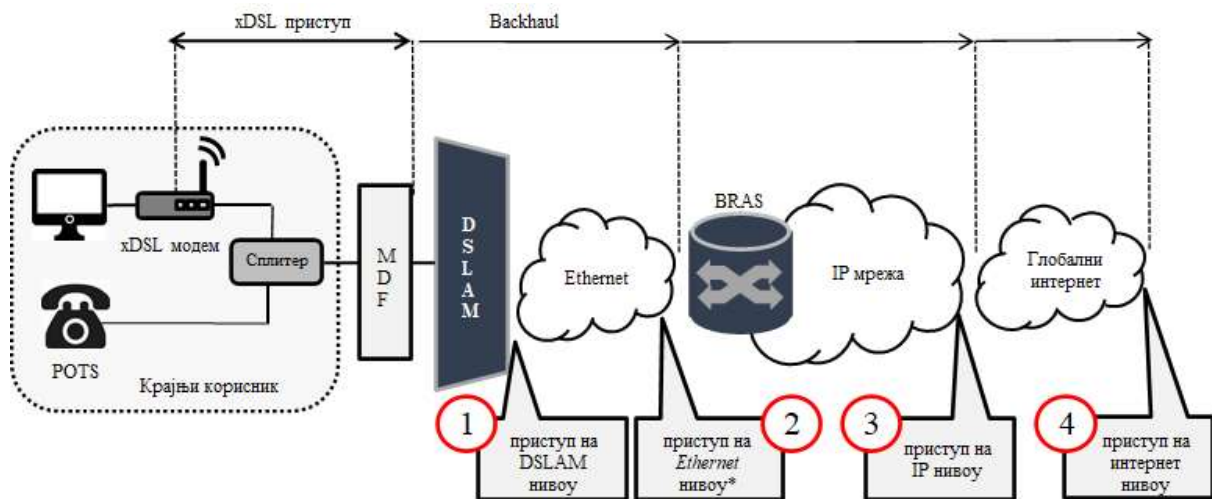 xDSL приступ
Backhaul
BRAS
xDSL модем
Сплитер
POTS
Крајњи корисник
M
D
F
D
S
L
A
M
Ethernet
IP мрежа
Глобални
интернет
1
приступ на
DSLAM
нивоу
2
приступ на
Ethernet
нивоу*
3
приступ на
IP нивоу
4
приступ на
интернет
нивоу